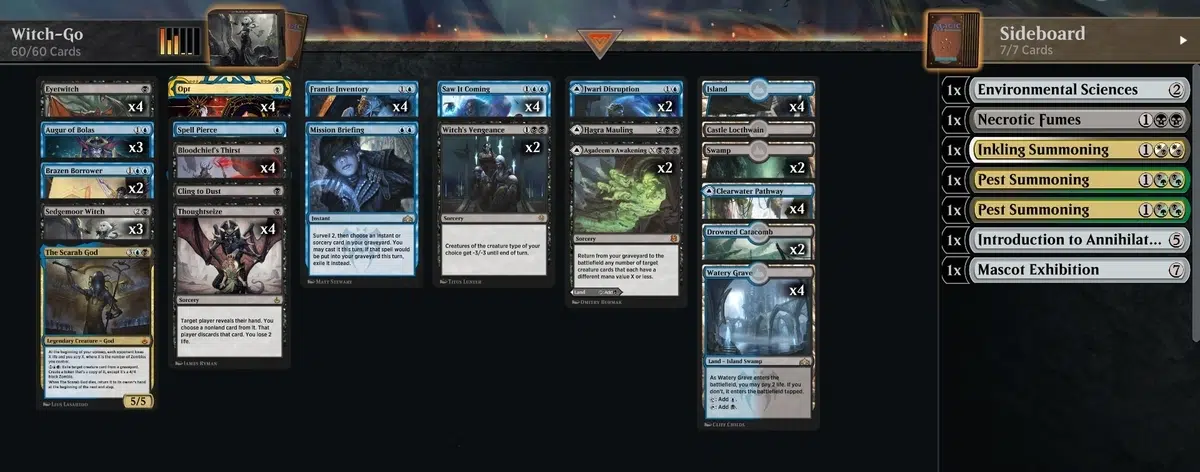 Witch-Go
60/60 Cards
Sideboard
7/7 Cards
Eyetwitch
x4
Augur of Bolas
x3
Brazen Borrower
x2
Sedgemoor Witch
x3
The Scarab God
Legendary Creature – God
5/5
Opt
x4
Spell Pierce
Bloodchief's Thirst
x4
Cling to Dust
Thoughtseize
x4
Sorcery
Target player reveals their hand. You
choose a nonland card from it. That
player discards that card. You lose 2
life.
Frantic Inventory
x4
Mission Briefing
Instant
Surveil 2, then choose an instant or
sorcery card in your graveyard. You
may cast it this turn. If that spell would
be put into your graveyard this turn,
exile it instead.
Saw It Coming
x4
Witch's Vengeance
x2
Sorcery
Creatures of the creature type of your
choice get -3/-3 until end of turn.
Jwari Disruption
x2
Hagra Mauling
Agadeem's Awakening
x2
Sorcery
Return from your graveyard to the
battlefield any number of target
creature cards that each have a
different mana value X or less.
Land
Island
x4
Castle Locthwain
Swamp
x2
Clearwater Pathway
x4
Drowned Catacomb
x2
Watery Grave
x4
Land – Island Swamp
As Watery Grave enters the
battlefield, you may pay 2 life. If you
don't, it enters the battlefield tapped.
1x Environmental Sciences 2
1x Necrotic Fumes 1
1x Inkling Summoning 1
1x Pest Summoning 1
1x Pest Summoning 1
1x Introduction to Annihilat... 5
1x Mascot Exhibition 7